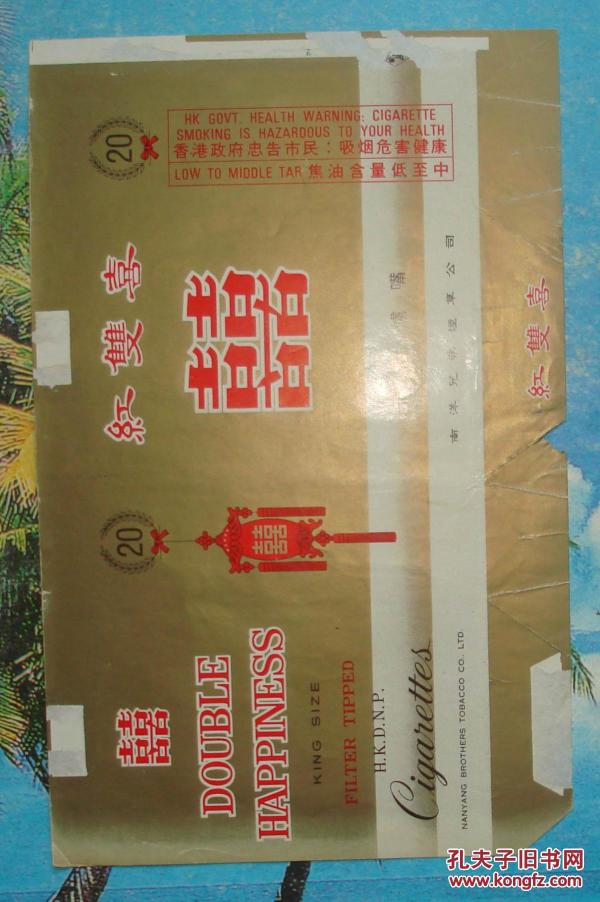 HK GOVT. HEALTH WARNING: CIGARETTE
SMOKING IS HAZARDOUS TO YOUR HEALTH
香港政府忠告市民：吸烟危害健康
LOW TO MIDDLE TAR 焦油含量低至中
20
紅雙喜
囍
嘴
南洋兄弟煙草公司
紅雙喜
20
囍
囍
DOUBLE
HAPPINESS
KING SIZE
FILTER TIPPED
H.K.D.N.P.
Cigarettes
NANYANG BROTHERS TOBACCO CO., LTD.
孔夫子旧书网
www.kongfz.com